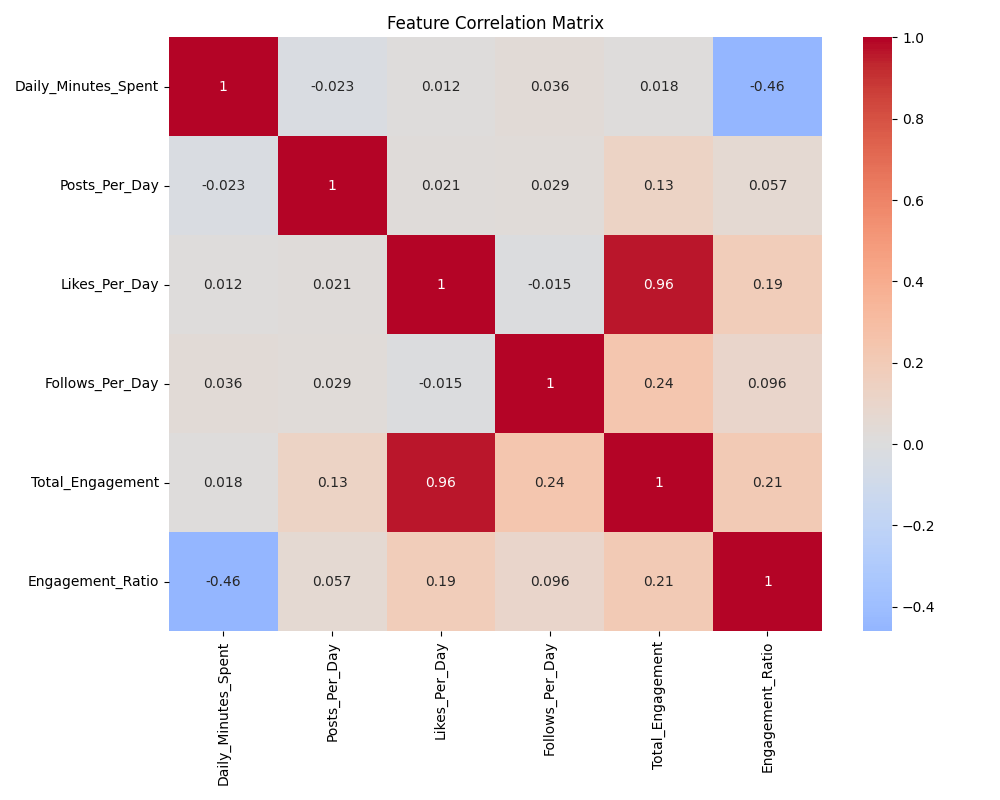 Feature Correlation Matrix
Daily_Minutes_Spent 1 -0.023 0.012 0.036 0.018 -0.46
Posts_Per_Day -0.023 1 0.021 0.029 0.13 0.057
Likes_Per_Day 0.012 0.021 1 -0.015 0.96 0.19
Follows_Per_Day 0.036 0.029 -0.015 1 0.24 0.096
Total_Engagement 0.018 0.13 0.96 0.24 1 0.21
Engagement_Ratio -0.46 0.057 0.19 0.096 0.21 1
Daily_Minutes_Spent
Posts_Per_Day
Likes_Per_Day
Follows_Per_Day
Total_Engagement
Engagement_Ratio
1.0
0.8
0.6
0.4
0.2
0.0
−0.2
−0.4